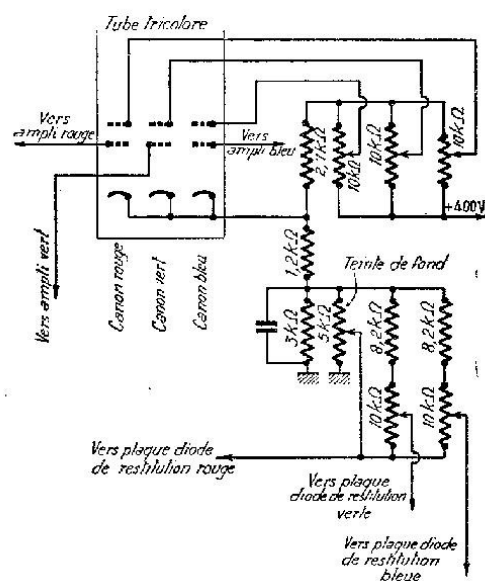 Tube tricolore
Vers
ampli rouge
Vers
ampli bleu
Vers ampli vert
Canon rouge
Canon vert
Canon bleu
2,7kΩ
10kΩ
10kΩ
10kΩ
+400V
1,2kΩ
Teinte de fond
3kΩ
5kΩ
8,2kΩ
8,2kΩ
10kΩ
10kΩ
Vers plaque diode
de restitution rouge
Vers plaque
diode de restitution
verte
Vers plaque diode
de restitution
bleue